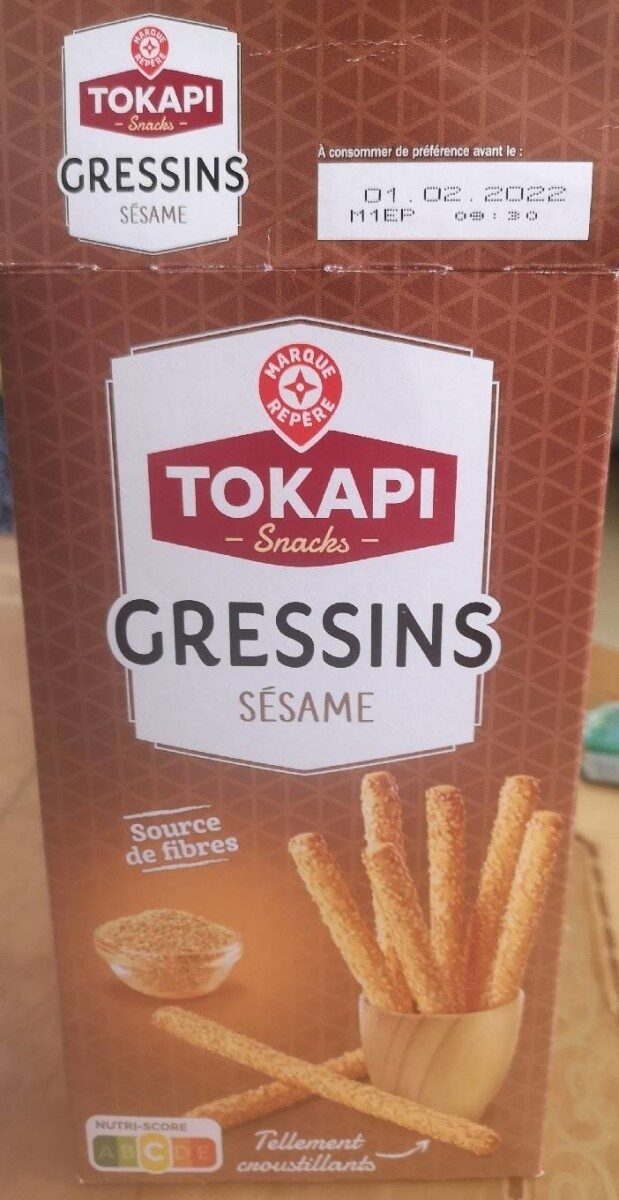 MARQUE
REPÈRE
TOKAPI
- Snacks -
GRESSINS
SÉSAME
À consommer de préférence avant le :
01.02.2022
M1EP 09:30
MARQUE
REPÈRE
TOKAPI
- Snacks -
GRESSINS
SÉSAME
Source
de fibres
NUTRI-SCORE
A B C D E
Tellement
croustillants